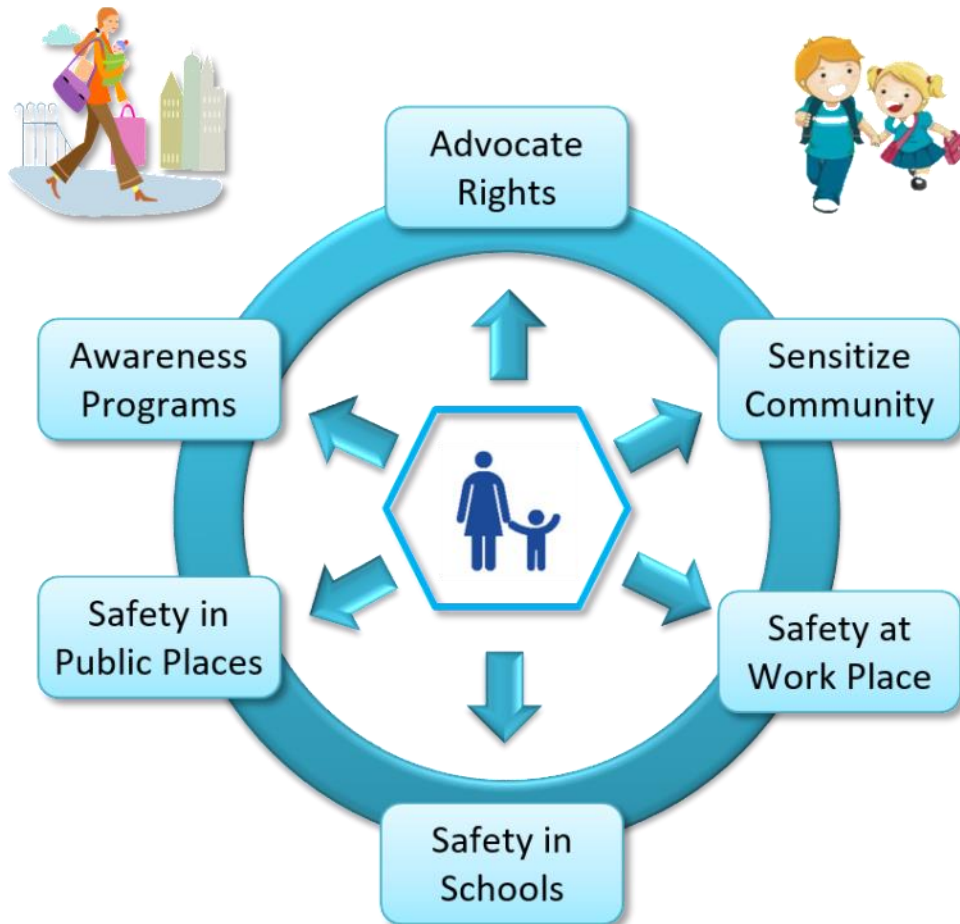 Advocate
Rights
Awareness
Programs
Sensitize
Community
Safety in
Public Places
Safety at
Work Place
Safety in
Schools